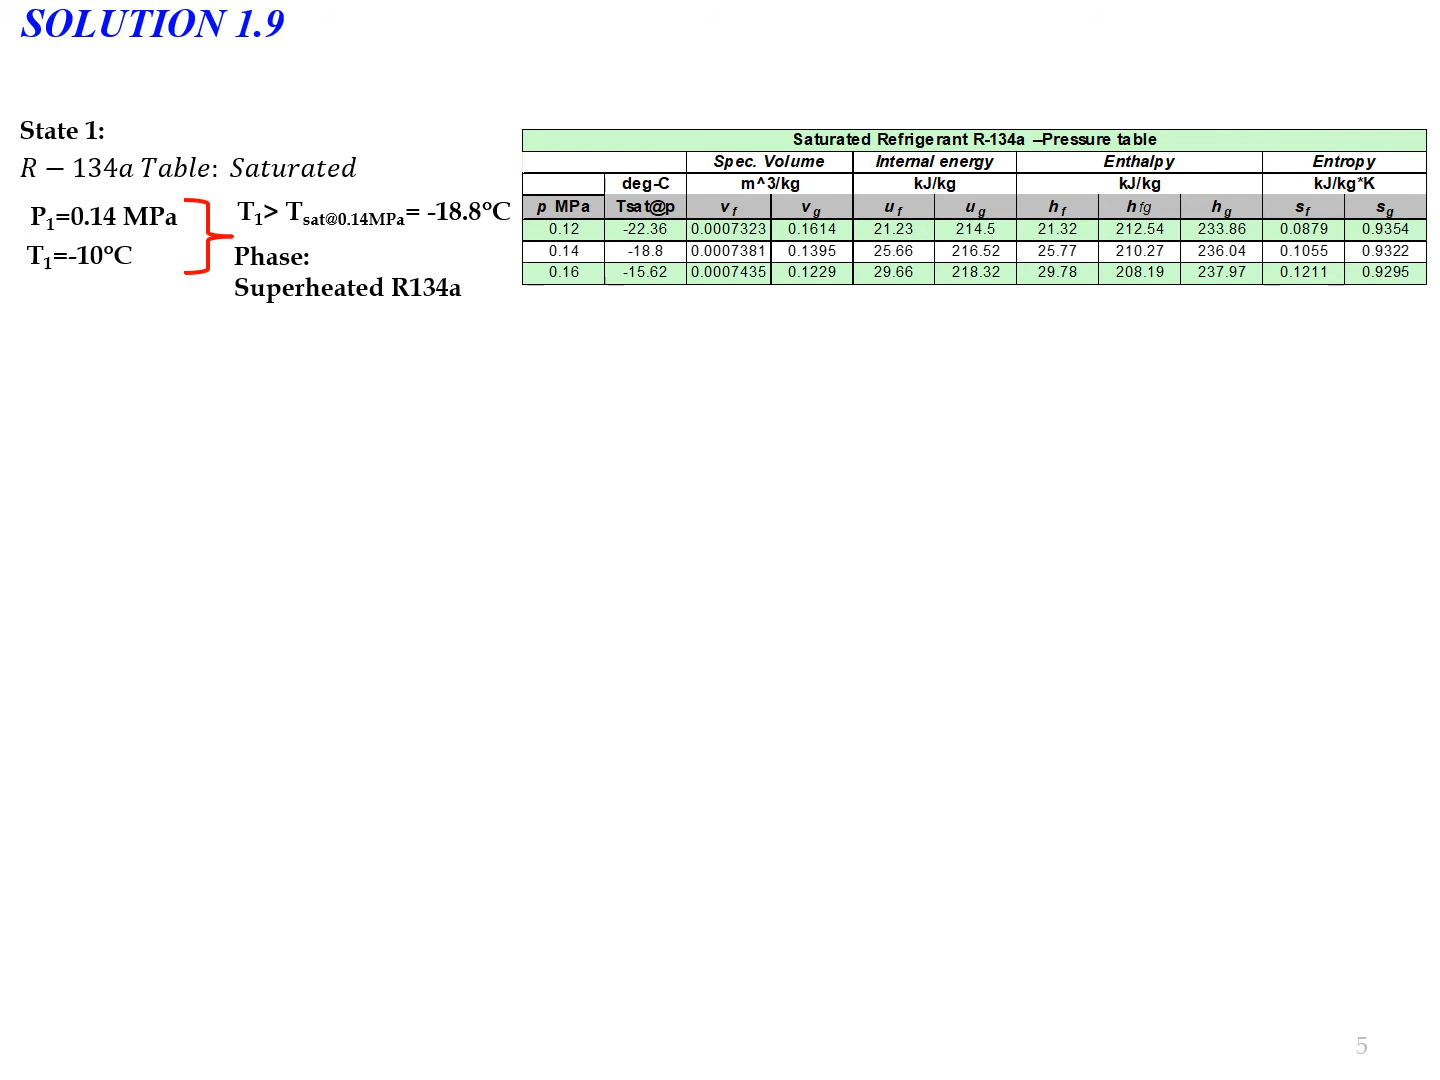 SOLUTION 1.9
State 1:
R − 134a Table: Saturated
P1=0.14 MPa
T1=-10°C
T1> Tsat@0.14MPa= -18.8°C
Phase:
Superheated R134a
Saturated Refrigerant R-134a –Pressure table
Spec. Volume Internal energy Enthalpy Entropy
deg-C m^3/kg kJ/kg kJ/kg kJ/kg*K
p MPa Tsat@p v f v g u f u g h f h fg h g s f s g
0.12 -22.36 0.0007323 0.1614 21.23 214.5 21.32 212.54 233.86 0.0879 0.9354
0.14 -18.8 0.0007381 0.1395 25.66 216.52 25.77 210.27 236.04 0.1055 0.9322
0.16 -15.62 0.0007435 0.1229 29.66 218.32 29.78 208.19 237.97 0.1211 0.9295
5